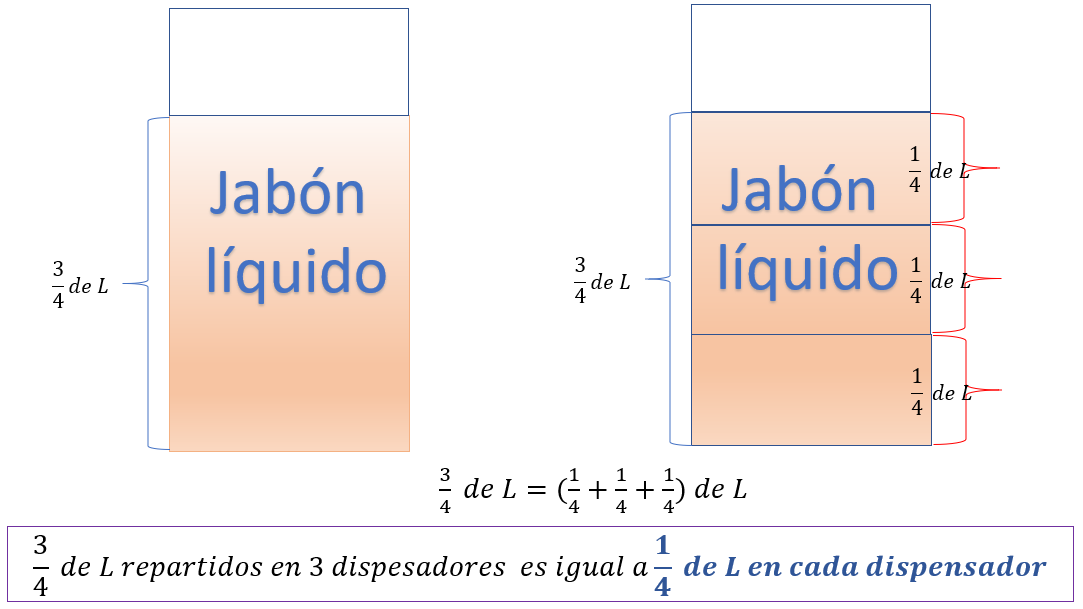 Jabón
líquido
3/4 de L
Jabón
líquido
3/4 de L
1/4 de L
1/4 de L
1/4 de L
3/4 de L = (1/4 + 1/4 + 1/4) de L
3/4 de L repartidos en 3 dispesadores es igual a 1/4 de L en cada dispensador